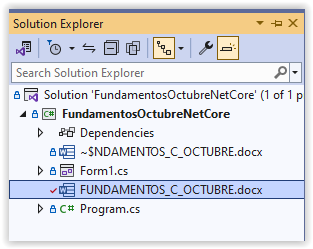 Solution Explorer
Search Solution Explorer
Solution 'FundamentosOctubreNetCore' (1 of 1 p
FundamentosOctubreNetCore
Dependencies
~$NDAMENTOS_C_OCTUBRE.docx
Form1.cs
FUNDAMENTOS_C_OCTUBRE.docx
C# Program.cs